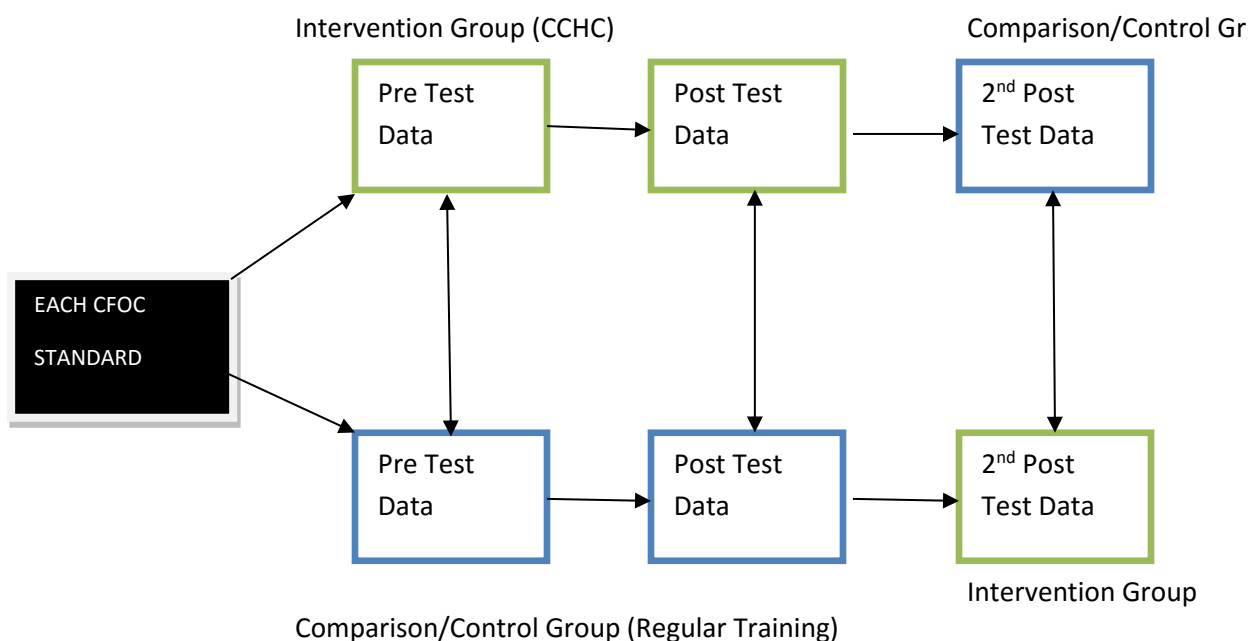 Intervention Group (CCHC)
Comparison/Control Gr
Pre Test
Data
Post Test
Data
2nd Post
Test Data
EACH CFOC
STANDARD
Pre Test
Data
Post Test
Data
2nd Post
Test Data
Intervention Group
Comparison/Control Group (Regular Training)